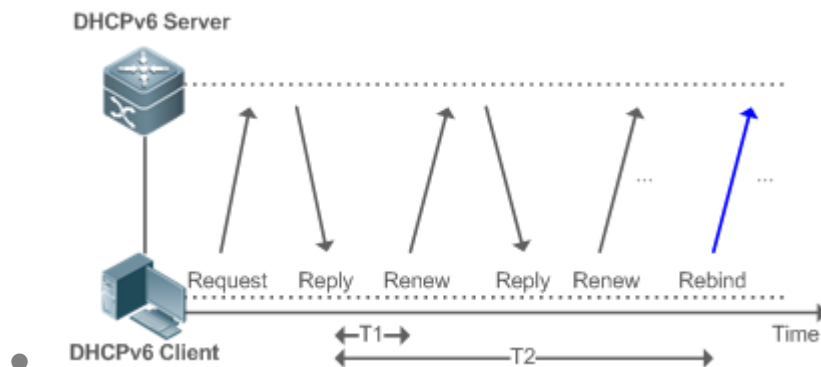 DHCPv6 Server
... ...
Request Reply Renew Reply Renew Rebind
T1 Time
DHCPv6 Client T2